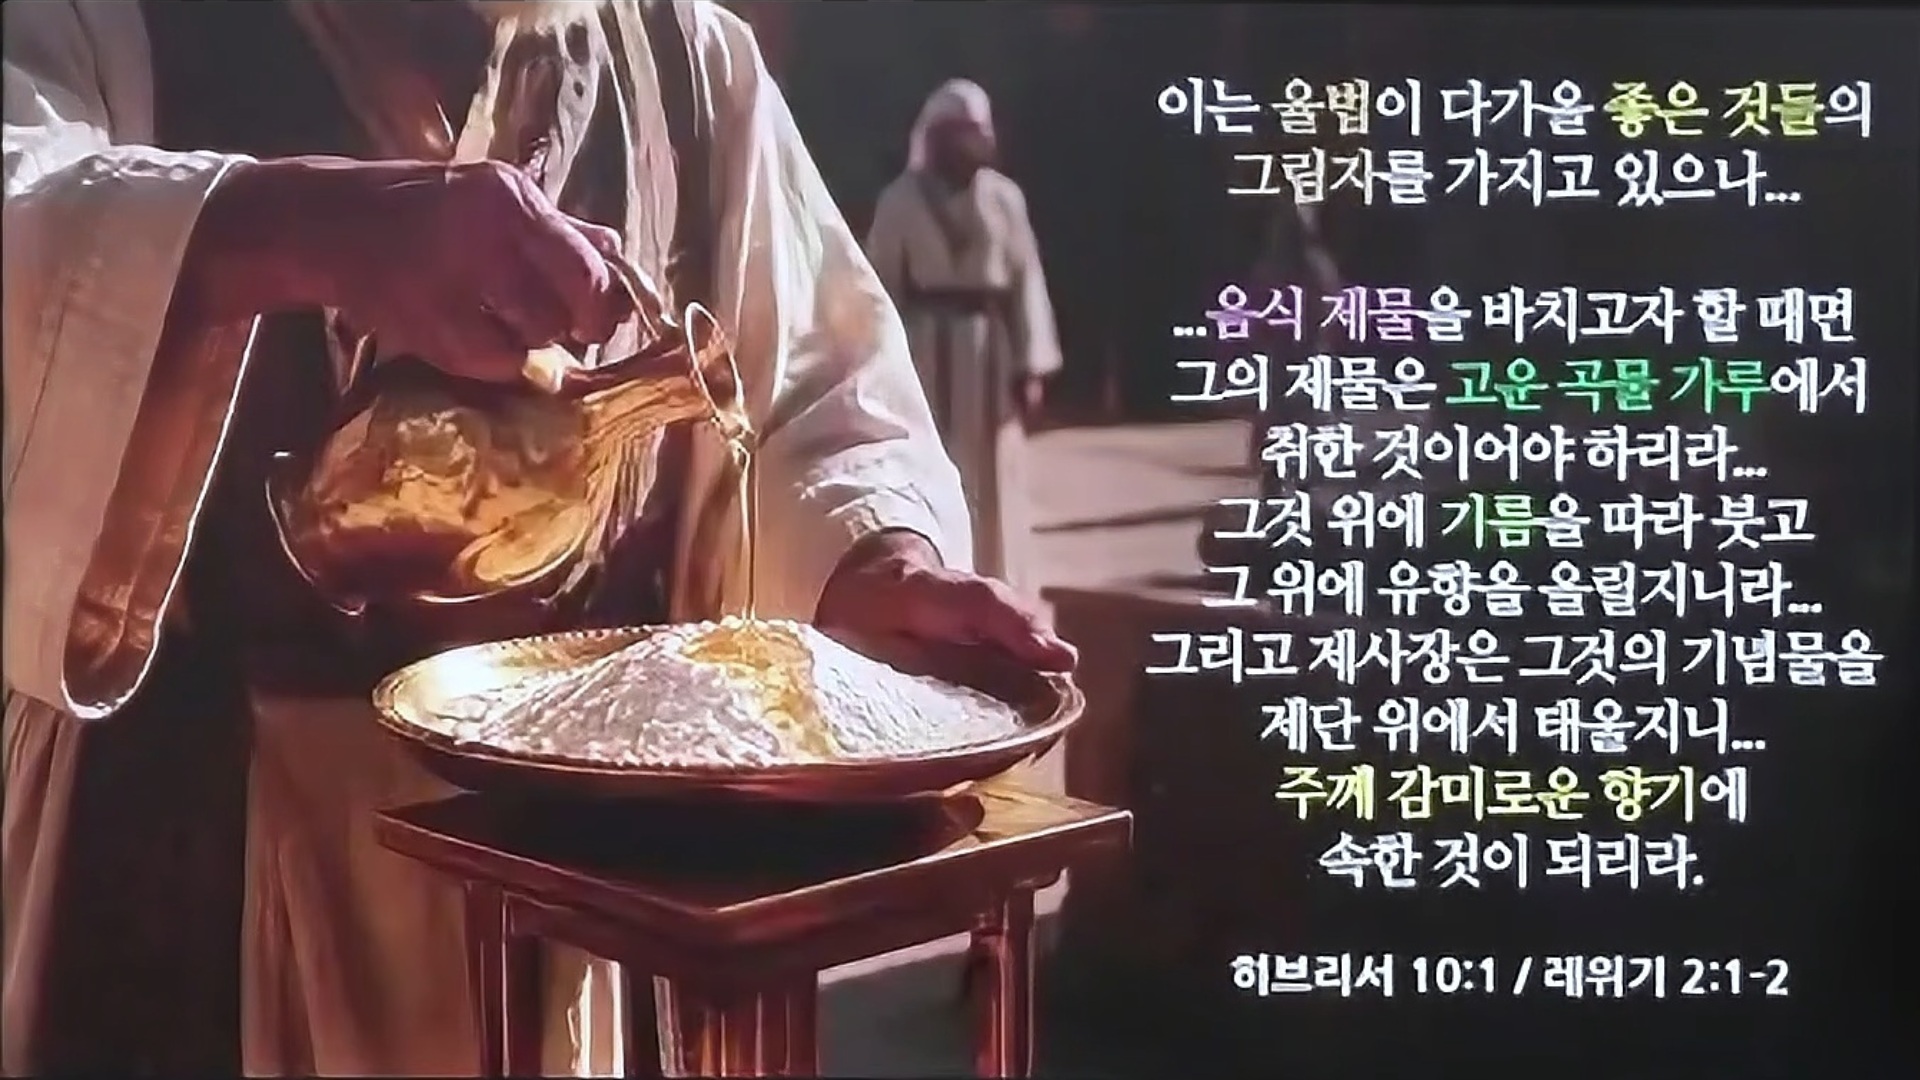 이는 율법이 다가올 좋은 것들의
그림자를 가지고 있으나...
...음식 제물을 바치고자 할 때면
그의 제물은 고운 곡물 가루에서
취한 것이어야 하리라...
그것 위에 기름을 따라 붓고
그 위에 유향을 올릴지니라...
그리고 제사장은 그것의 기념물을
제단 위에서 태울지니...
주께 감미로운 향기에
속한 것이 되리라.
히브리서 10:1 / 레위기 2:1-2